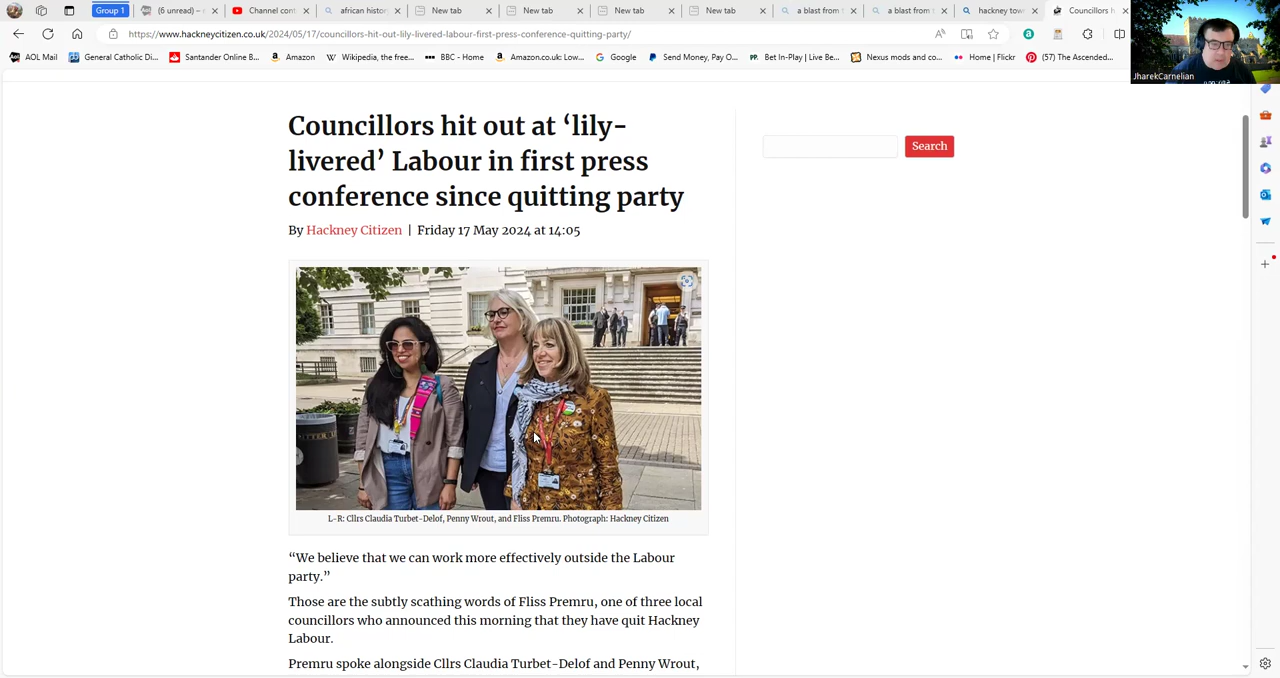 Group 1
(6 unread) –
Channel cont
african histor
New tab
New tab
New tab
New tab
a blast from
a blast from
hackney tow
Councillors h
https://www.hackneycitizen.co.uk/2024/05/17/councillors-hit-out-lily-livered-labour-first-press-conference-quitting-party/
AOL Mail
General Catholic Di...
Santander Online B...
Amazon
Wikipedia, the free...
BBC - Home
Amazon.co.uk: Low...
Google
Send Money, Pay O...
Bet In-Play | Live Be...
Nexus mods and co...
Home | Flickr
(57) The Ascended...
JharekCarnelian
Councillors hit out at ‘lily-
livered’ Labour in first press
conference since quitting party
Search
By Hackney Citizen | Friday 17 May 2024 at 14:05
L-R: Cllrs Claudia Turbet-Delof, Penny Wrout, and Fliss Premru. Photograph: Hackney Citizen
“We believe that we can work more effectively outside the Labour
party.”
Those are the subtly scathing words of Fliss Premru, one of three local
councillors who announced this morning that they have quit Hackney
Labour.
Premru spoke alongside Cllrs Claudia Turbet-Delof and Penny Wrout,